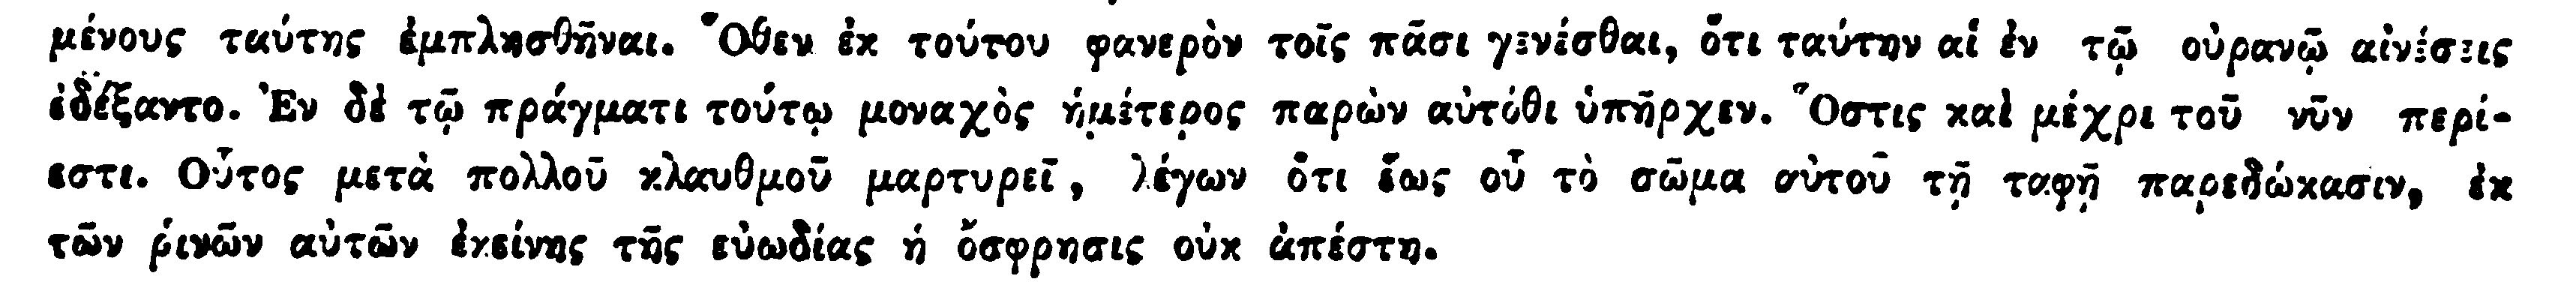 μένους ταύτης ἐμπλησθῆναι. Ὅθεν ἐκ τούτου φανερὸν τοῖς πᾶσι γενέσθαι, ὅτι ταύτην αἱ ἐν τῷ οὐρανῷ αἰνέσεις
ἐδέξαντο. Ἐν δὲ τῷ πράγματι τούτῳ μοναχὸς ἡμέτερος παρὼν αὐτόθι ὑπῆρχεν. Ὅστις καὶ μέχρι τοῦ νῦν περί-
εστι. Οὗτος μετὰ πολλοῦ κλαυθμοῦ μαρτυρεῖ, λέγων ὅτι ἕως οὗ τὸ σῶμα αὐτοῦ τῇ ταφῇ παρεδώκασιν, ἐκ
τῶν ῥινῶν αὐτῶν ἐκείνης τῆς εὐωδίας ἡ ὄσφρησις οὐκ ἀπέστη.